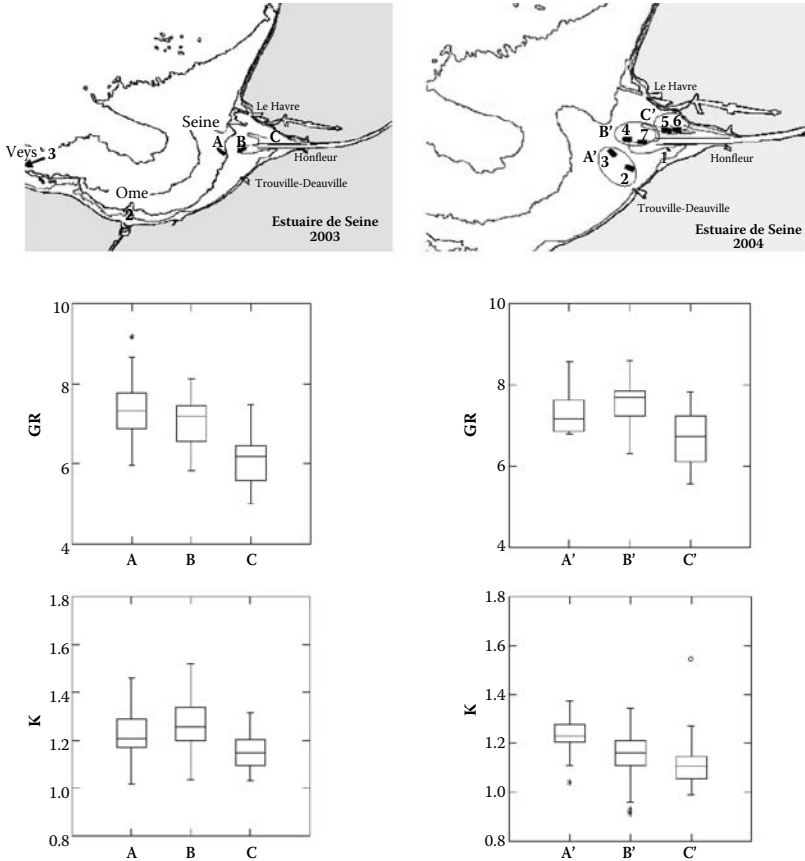 Le Havre
Seine
A B C
Veys 3
Honfleur
Orne
2
Trouville-Deauville
Estuaire de Seine
2003
Le Havre
C'
5 6
B' 4
7
A' 3
Honfleur
1
2
Trouville-Deauville
Estuaire de Seine
2004
10
8
GR
6
4
A B C
10
8
GR
6
4
A' B' C'
1.8
1.6
1.4
K
1.2
1.0
0.8
A B C
1.8
1.6
1.4
K
1.2
1.0
0.8
A' B' C'